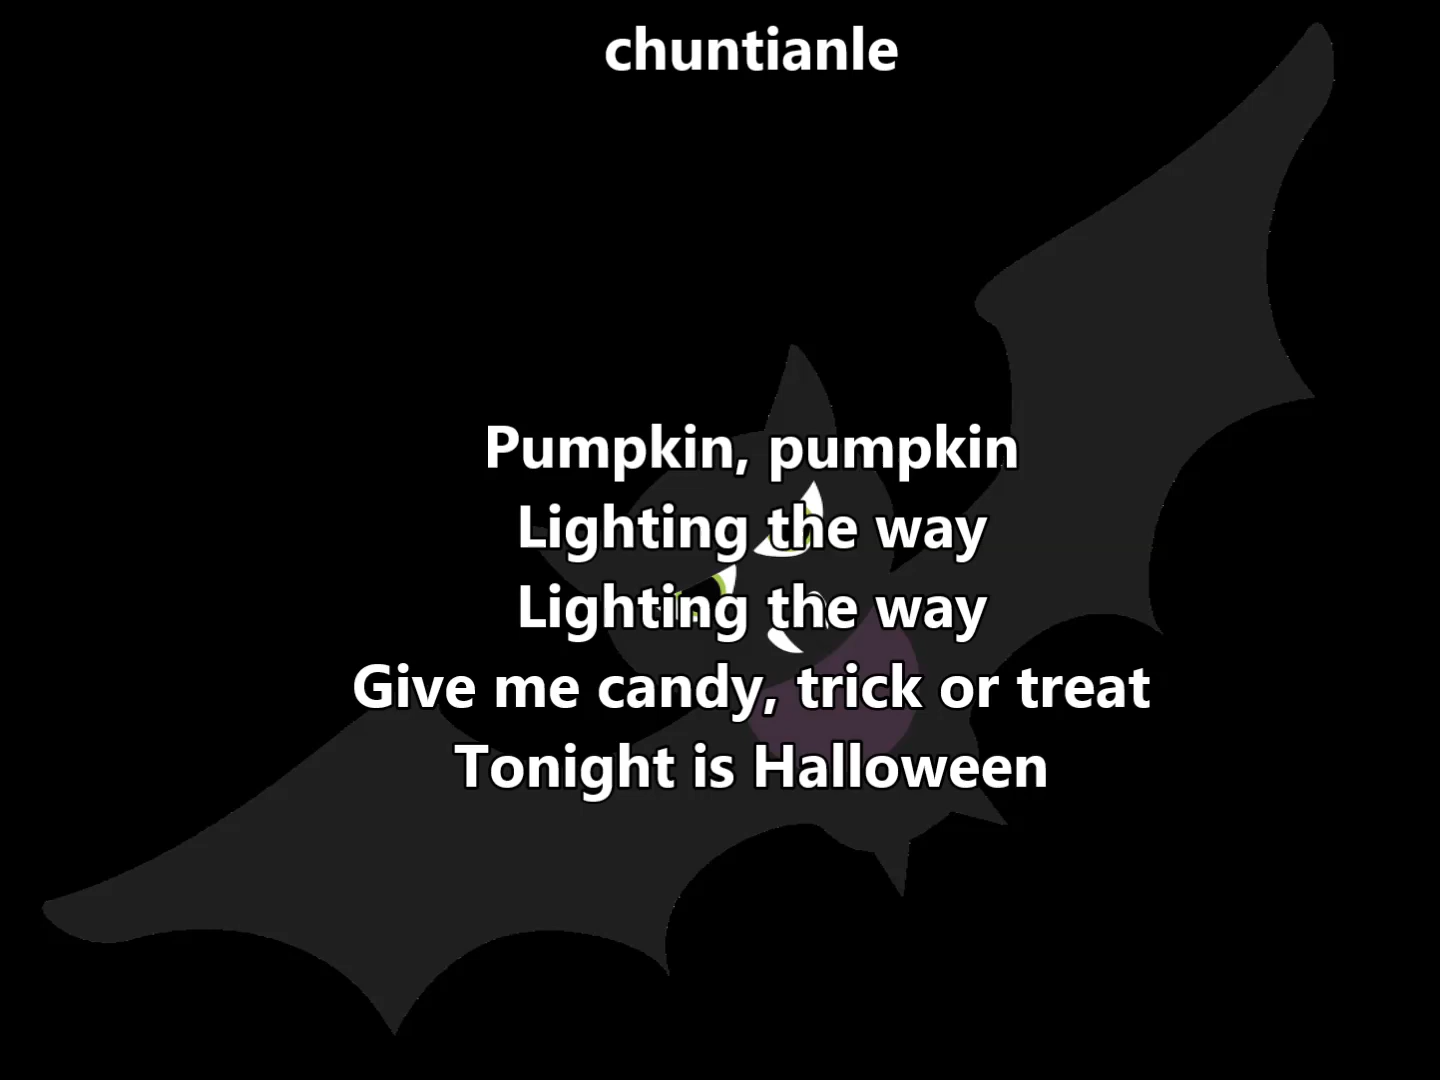 chuntianle
Pumpkin, pumpkin
Lighting the way
Lighting the way
Give me candy, trick or treat
Tonight is Halloween